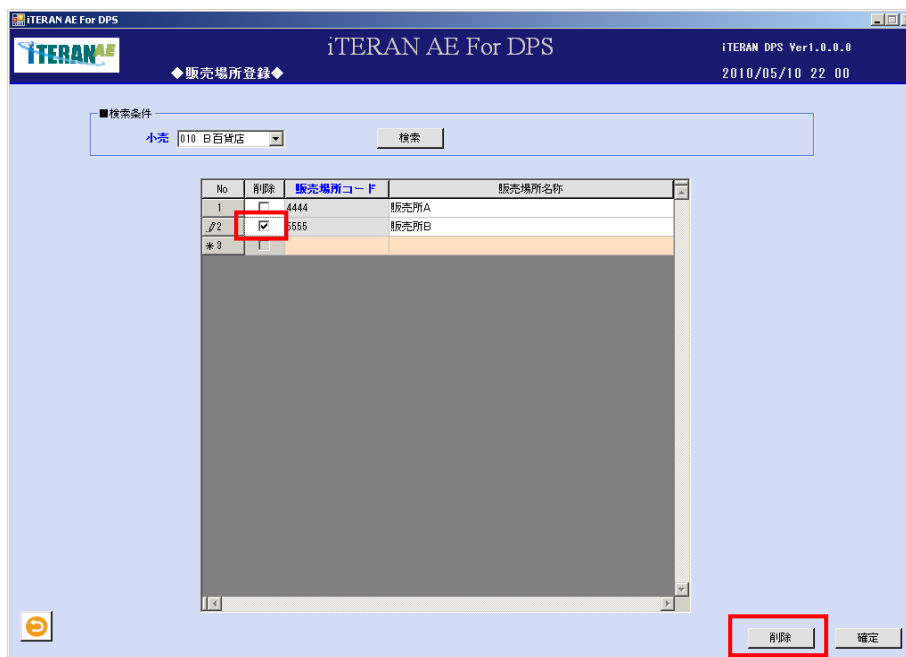 iTERAN AE For DPS
iTERAN AE
iTERAN AE For DPS
iTERAN DPS Ver1.0.0.0
◆販売場所登録◆
2010/05/10 22 00
■検索条件
小売 010 B百貨店 検索
No 削除 販売場所コード 販売場所名称
1 4444 販売所A
2 5555 販売所B
* 3
削除 確定